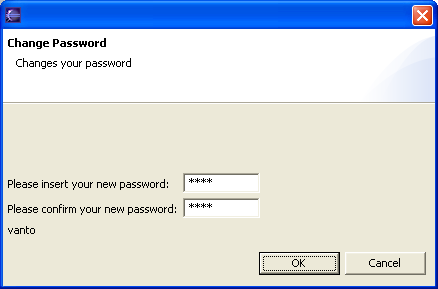 Change Password
Changes your password
Please insert your new password: ****
Please confirm your new password: ****
vanto
OK Cancel